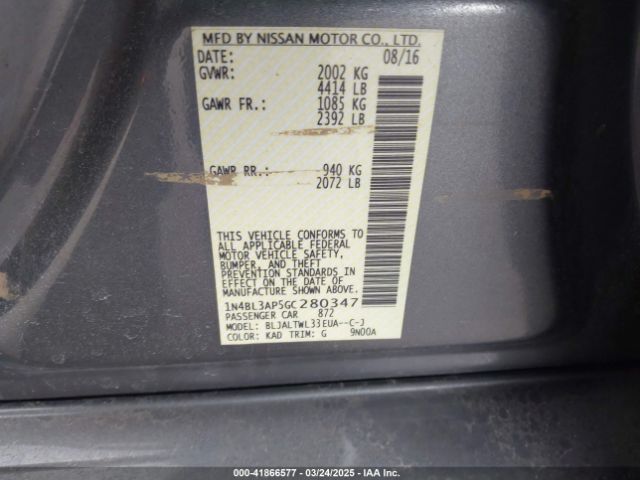 MFD BY NISSAN MOTOR CO., LTD.
DATE: 08/16
GVWR: 2002 KG
4414 LB
GAWR FR.: 1085 KG
2392 LB
GAWR RR.: 940 KG
2072 LB
THIS VEHICLE CONFORMS TO
ALL APPLICABLE FEDERAL
MOTOR VEHICLE SAFETY,
BUMPER, AND THEFT
PREVENTION STANDARDS IN
EFFECT ON THE DATE OF
MANUFACTURE SHOWN ABOVE.
1N4BL3AP5GC280347
PASSENGER CAR 872
MODEL: BLJALTWL33EUA--C-J
COLOR: KAD TRIM: G 9N00A
000-41866577 — 03/24/2025 — IAA Inc.